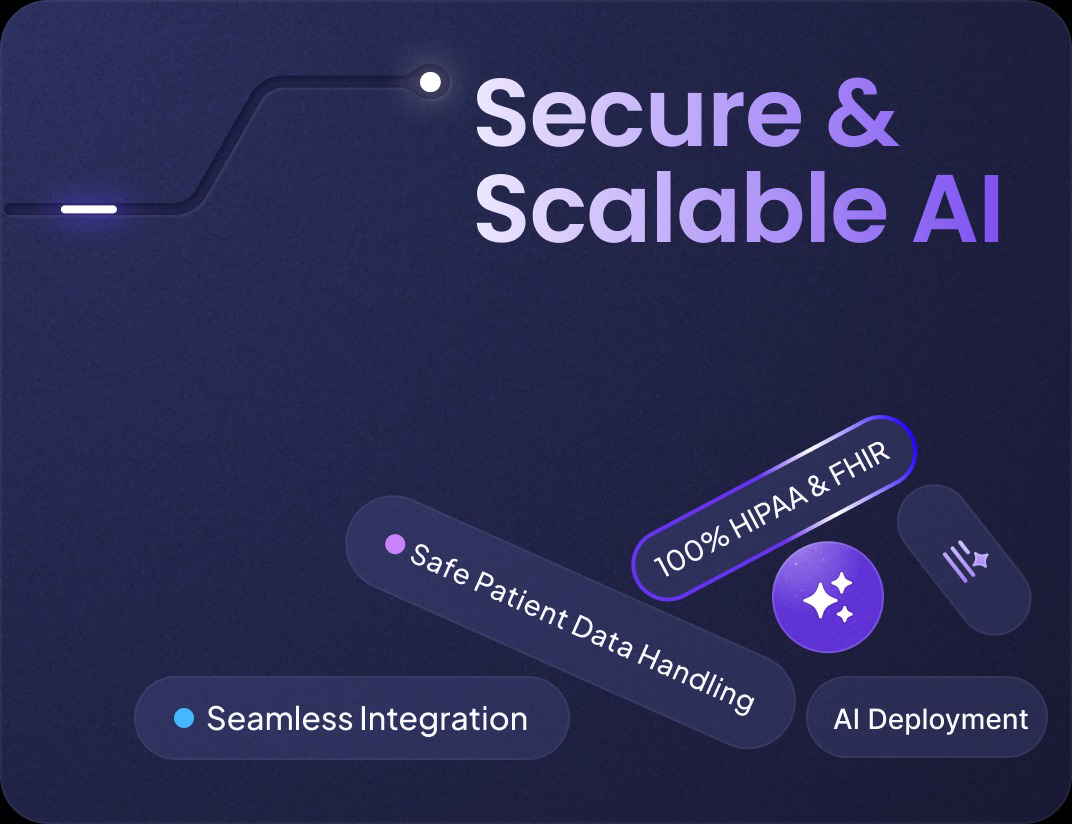 Secure &
Scalable AI
100% HIPAA & FHIR
Safe Patient Data Handling
Seamless Integration
AI Deployment